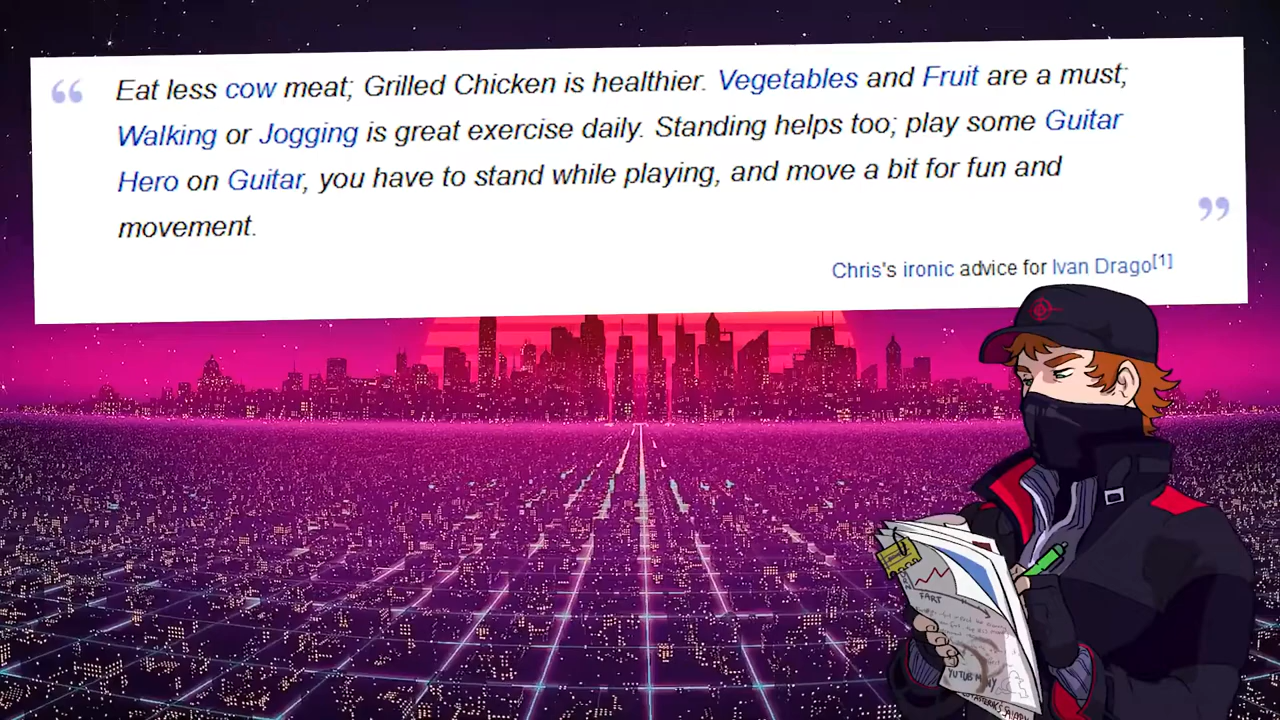 Eat less cow meat; Grilled Chicken is healthier. Vegetables and Fruit are a must;
Walking or Jogging is great exercise daily. Standing helps too; play some Guitar
Hero on Guitar, you have to stand while playing, and move a bit for fun and
movement.
Chris's ironic advice for Ivan Drago[1]
FART
YUTUB